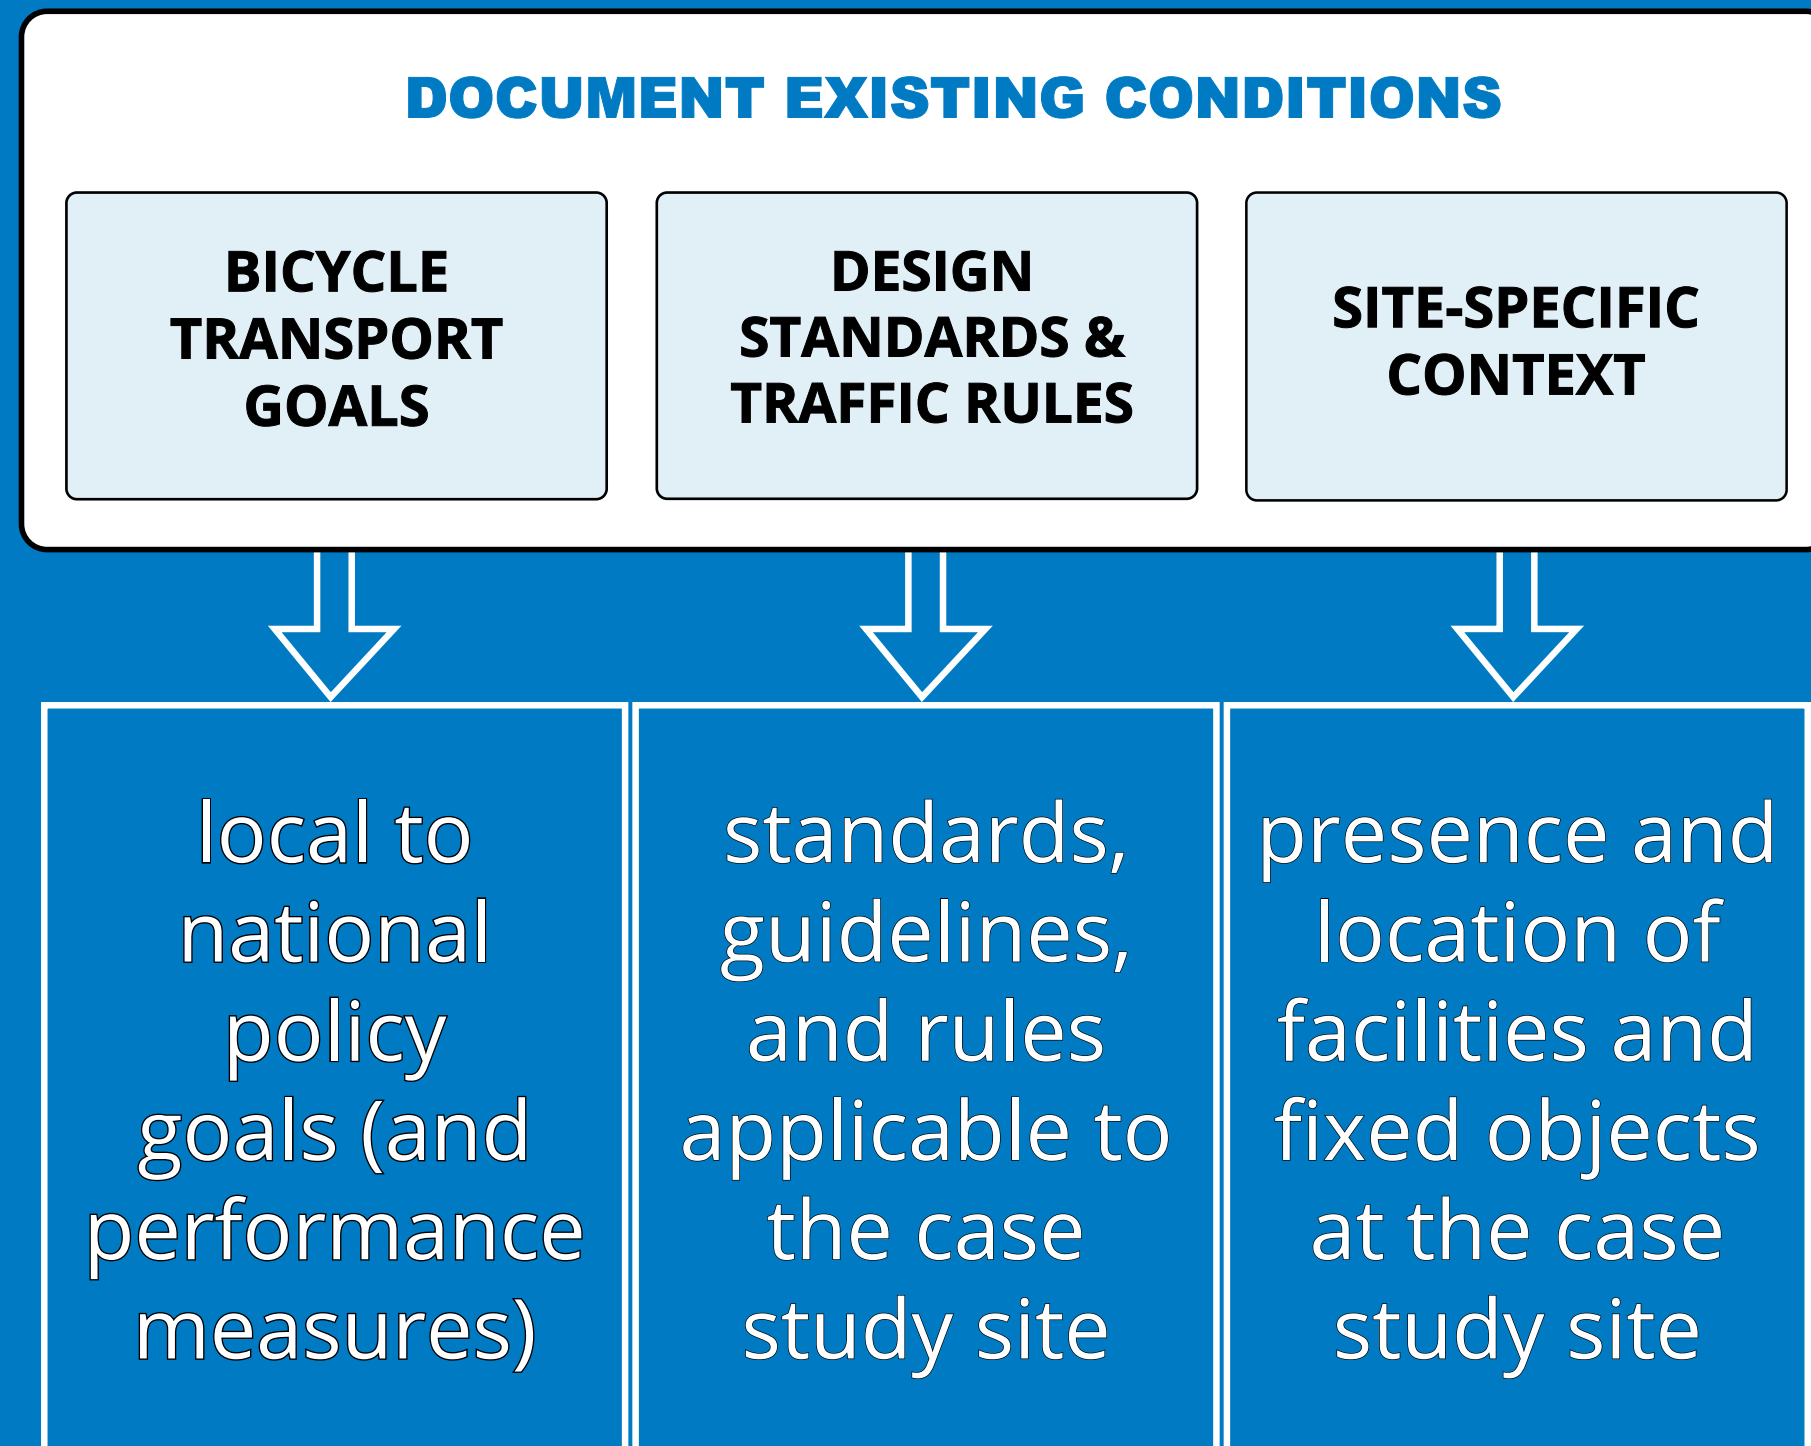 DOCUMENT EXISTING CONDITIONS
BICYCLE
TRANSPORT
GOALS
DESIGN
STANDARDS &
TRAFFIC RULES
SITE-SPECIFIC
CONTEXT
local to
national
policy
goals (and
performance
measures)
standards,
guidelines,
and rules
applicable to
the case
study site
presence and
location of
facilities and
fixed objects
at the case
study site